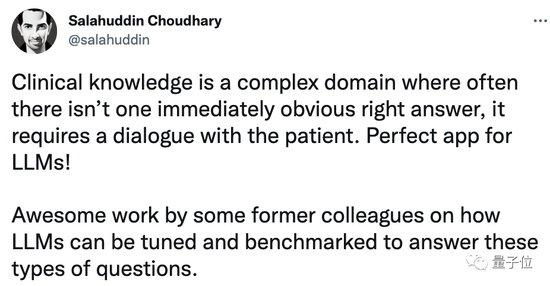 Salahuddin Choudhary
@salahuddin
Clinical knowledge is a complex domain where often
there isn’t one immediately obvious right answer, it
requires a dialogue with the patient. Perfect app for
LLMs!
Awesome work by some former colleagues on how
LLMs can be tuned and benchmarked to answer these
types of questions.
量子位